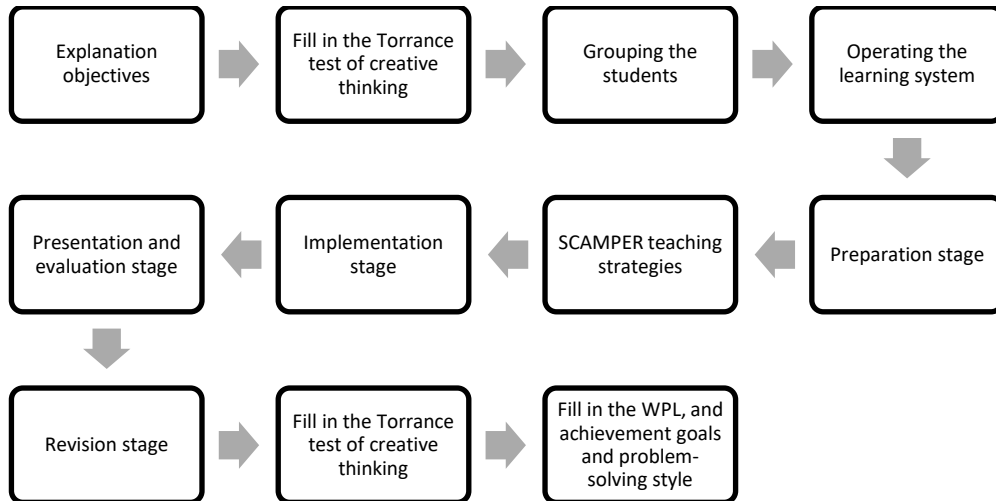 Explanation
objectives
Fill in the Torrance
test of creative
thinking
Grouping the
students
Operating the
learning system
Preparation stage
SCAMPER teaching
strategies
Implementation
stage
Presentation and
evaluation stage
Revision stage
Fill in the Torrance
test of creative
thinking
Fill in the WPL, and
achievement goals
and problem-
solving style